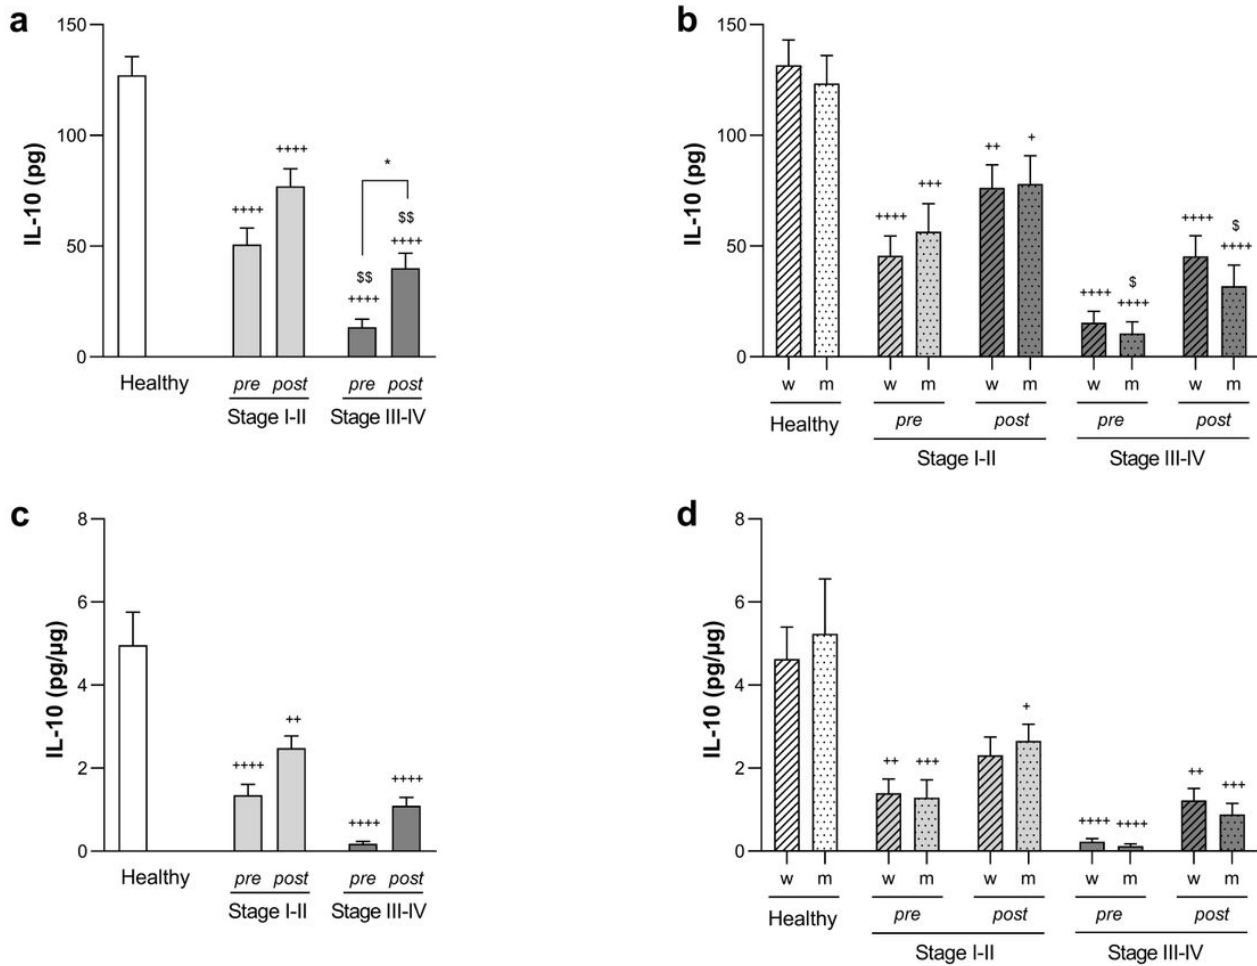 a
150
100
50
0
IL-10 (pg)
++++
++++
*
$$
++++
$$
++++
Healthy
pre post
pre post
Stage I-II
Stage III-IV
b
150
100
50
0
IL-10 (pg)
++++
+++
++
+
++++
$
++++
++++
$
++++
w m w m w m w m w m
Healthy
pre
post
pre
post
Stage I-II
Stage III-IV
c
8
6
4
2
0
IL-10 (pg/µg)
++++
++
++++
++++
Healthy
pre post
pre post
Stage I-II
Stage III-IV
d
8
6
4
2
0
IL-10 (pg/µg)
++
+++
+
++++
++++
++
+++
w m w m w m w m w m
Healthy
pre
post
pre
post
Stage I-II
Stage III-IV